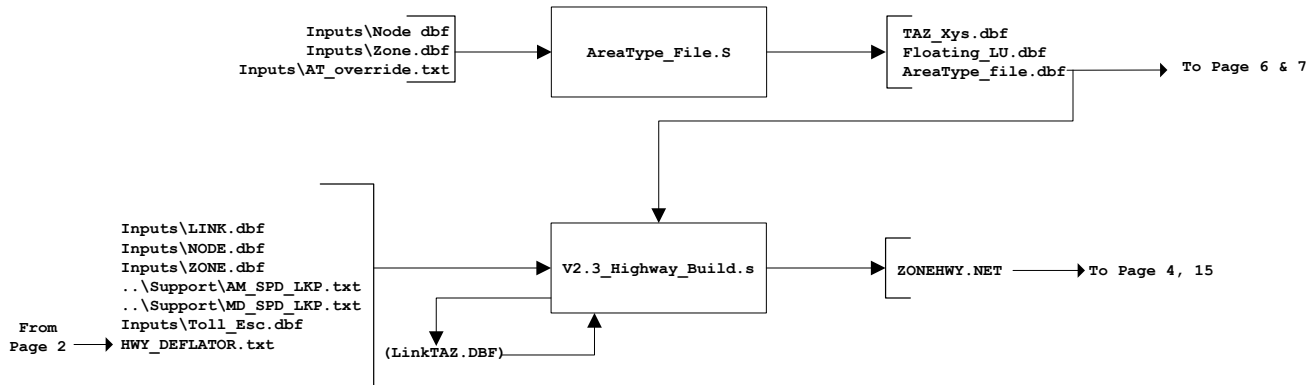 Inputs\Node dbf
Inputs\Zone.dbf
Inputs\AT_override.txt
AreaType_File.S
TAZ_Xys.dbf
Floating_LU.dbf
AreaType_file.dbf
To Page 6 & 7
Inputs\LINK.dbf
Inputs\NODE.dbf
Inputs\ZONE.dbf
..\Support\AM_SPD_LKP.txt
..\Support\MD_SPD_LKP.txt
Inputs\Toll_Esc.dbf
From
Page 2
HWY_DEFLATOR.txt
V2.3_Highway_Build.s
(LinkTAZ.DBF)
ZONEHWY.NET
To Page 4, 15